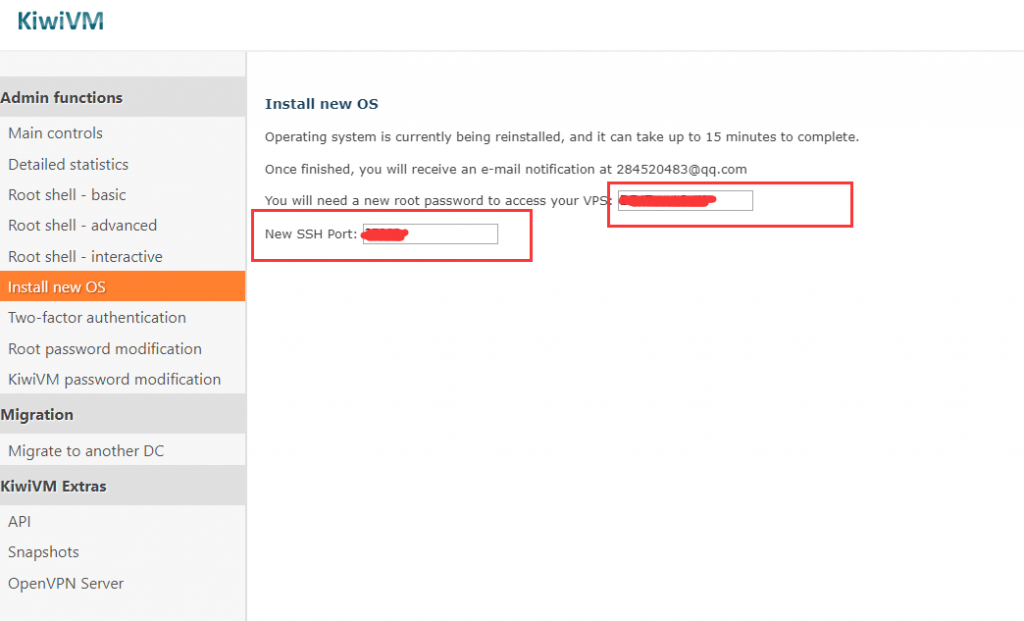 KiwiVM
Admin functions
Main controls
Detailed statistics
Root shell - basic
Root shell - advanced
Root shell - interactive
Install new OS
Two-factor authentication
Root password modification
KiwiVM password modification
Migration
Migrate to another DC
KiwiVM Extras
API
Snapshots
OpenVPN Server
Install new OS
Operating system is currently being reinstalled, and it can take up to 15 minutes to complete.
Once finished, you will receive an e-mail notification at 284520483@qq.com
You will need a new root password to access your VPS:
New SSH Port: